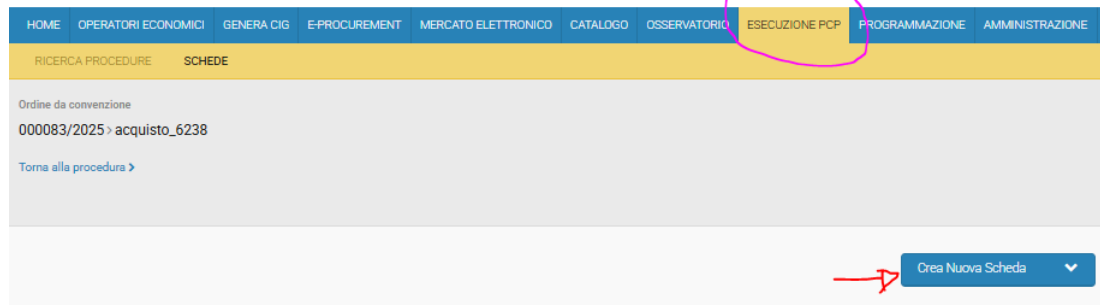 HOME OPERATORI ECONOMICI GENERA CIG E-PROCUREMENT MERCATO ELETTRONICO CATALOGO OSSERVATORIO ESECUZIONE PCP PROGRAMMAZIONE AMMINISTRAZIONE
RICERCA PROCEDURE SCHEDE
Ordine da convenzione
000083/2025 > acquisto_6238
Torna alla procedura >
Crea Nuova Scheda